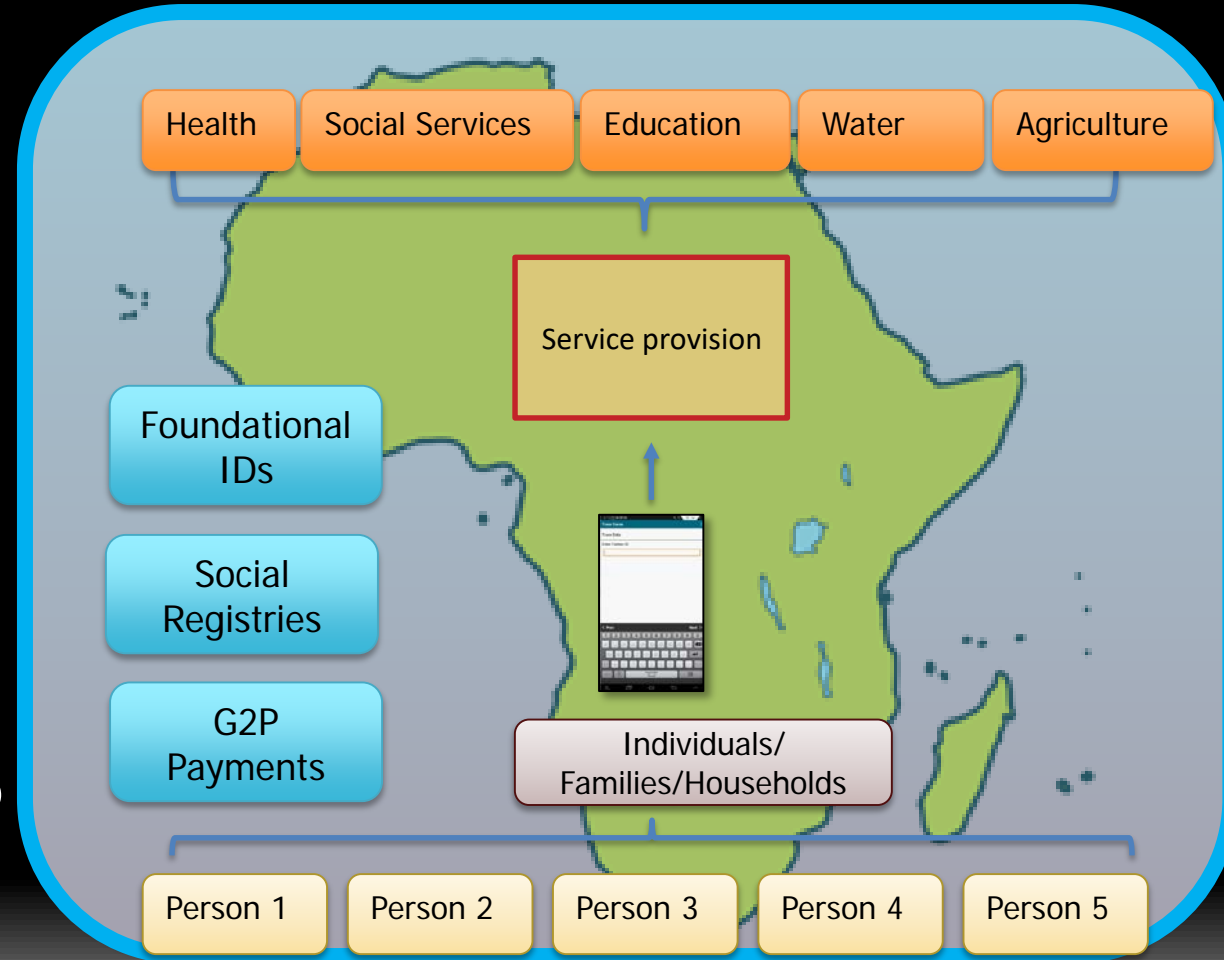 Health
Social Services
Education
Water
Agriculture
Service provision
Foundational
IDs
Social
Registries
G2P
Payments
Individuals/
Families/Households
Person 1
Person 2
Person 3
Person 4
Person 5